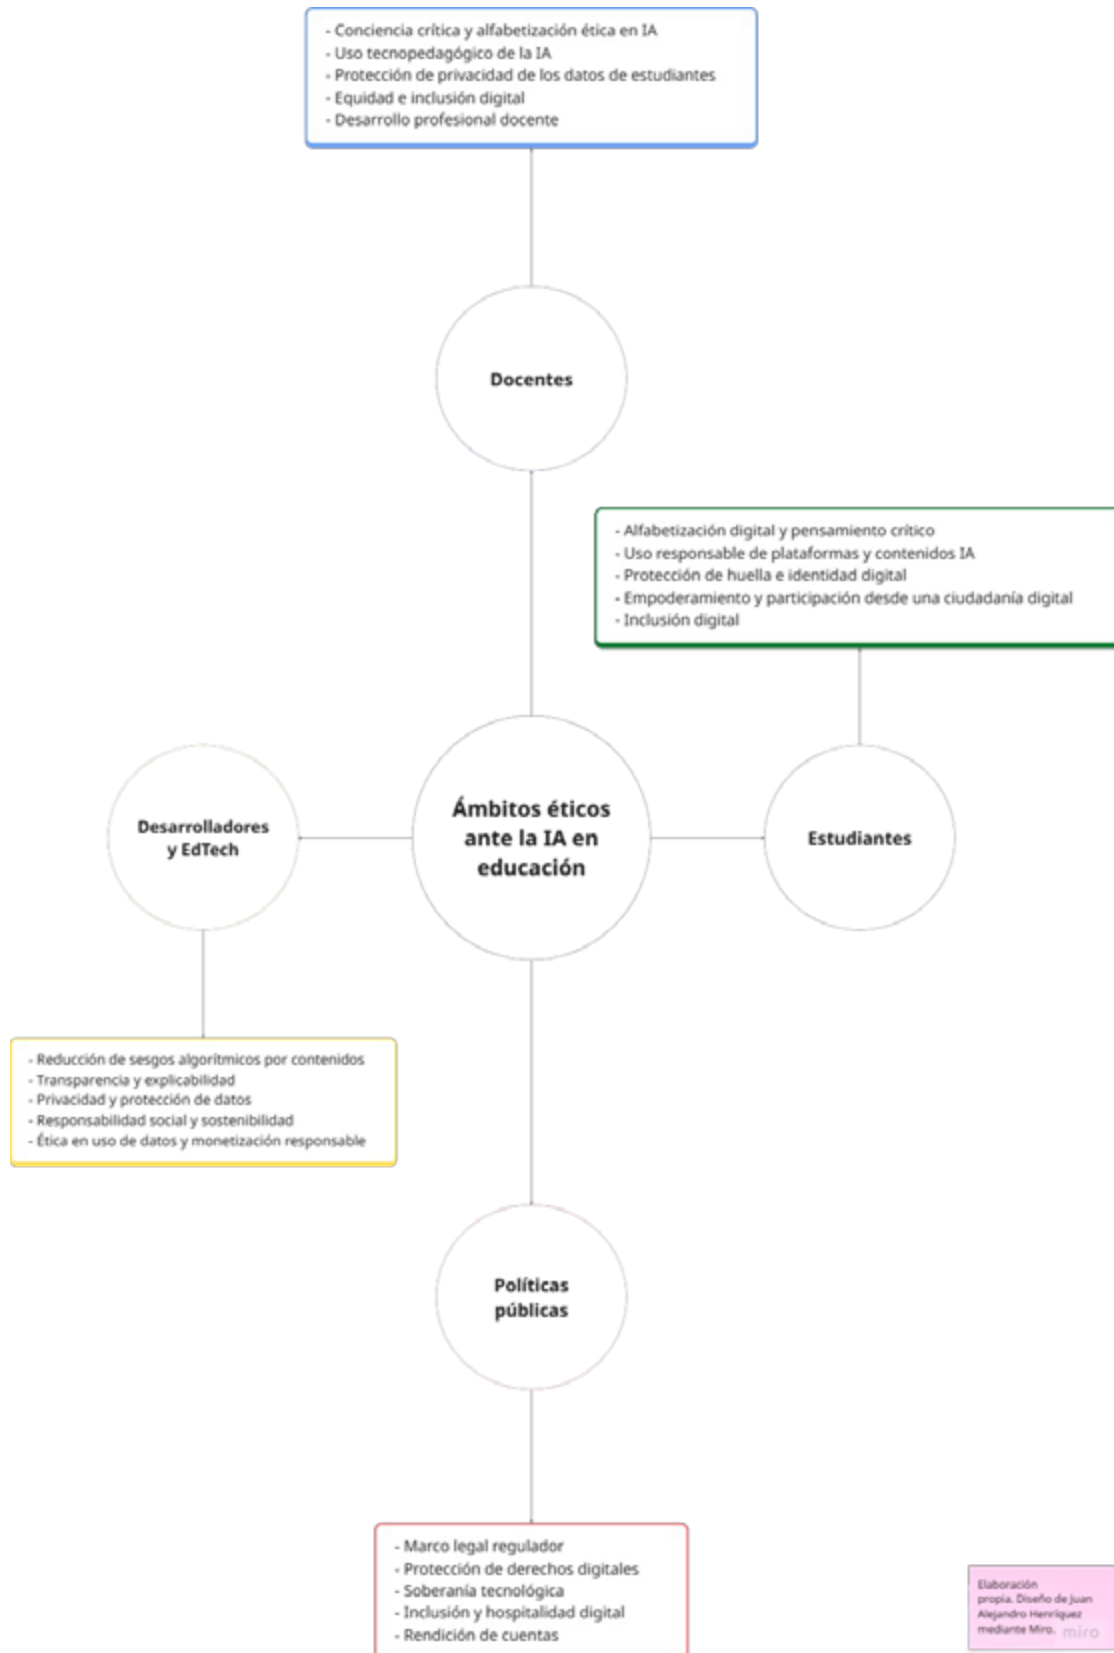 - Conciencia crítica y alfabetización ética en IA
- Uso tecnopedagógico de la IA
- Protección de privacidad de los datos de estudiantes
- Equidad e inclusión digital
- Desarrollo profesional docente
Docentes
- Alfabetización digital y pensamiento crítico
- Uso responsable de plataformas y contenidos IA
- Protección de huella e identidad digital
- Empoderamiento y participación desde una ciudadanía digital
- Inclusión digital
Desarrolladores
y EdTech
Ámbitos éticos
ante la IA en
educación
Estudiantes
- Reducción de sesgos algorítmicos por contenidos
- Transparencia y explicabilidad
- Privacidad y protección de datos
- Responsabilidad social y sostenibilidad
- Ética en uso de datos y monetización responsable
Políticas
públicas
- Marco legal regulador
- Protección de derechos digitales
- Soberanía tecnológica
- Inclusión y hospitalidad digital
- Rendición de cuentas
Elaboración
propia. Diseño de Juan
Alejandro Henríquez
mediante Miro.
miro